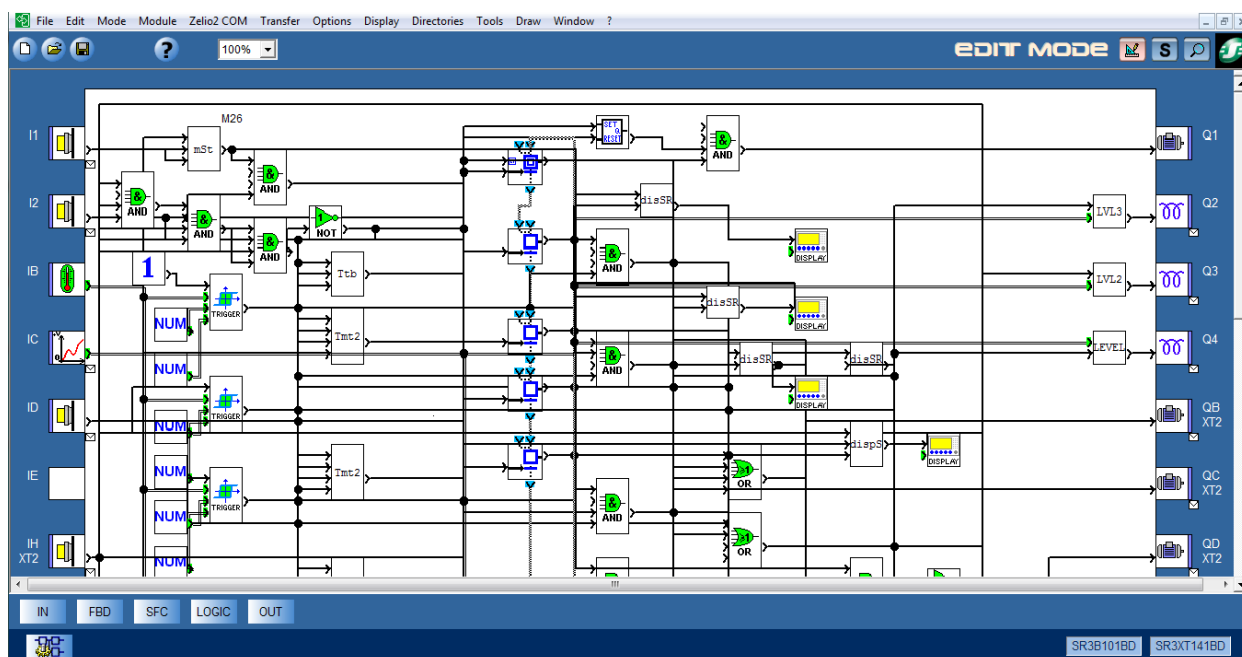 File Edit Mode Module Zelio2 COM Transfer Options Display Directories Tools Draw Window ?
100% EDIT MODE S
M26
I1 mSt SET Q RESET AND Q1
AND
I2 AND AND disSR LVL3 Q2
NOT
AND DISPLAY
IB 1 Ttb AND LVL2 Q3
TRIGGER disSR
NUM DISPLAY
IC Tmt2 LEVEL Q4
NUM AND disSR disSR
ID TRIGGER DISPLAY QB XT2
NUM
dispS
DISPLAY
IE NUM Tmt2 OR QC XT2
TRIGGER
NUM AND
IH XT2 NUM OR QD XT2
IN FBD SFC LOGIC OUT
SR3B101BD SR3XT141BD